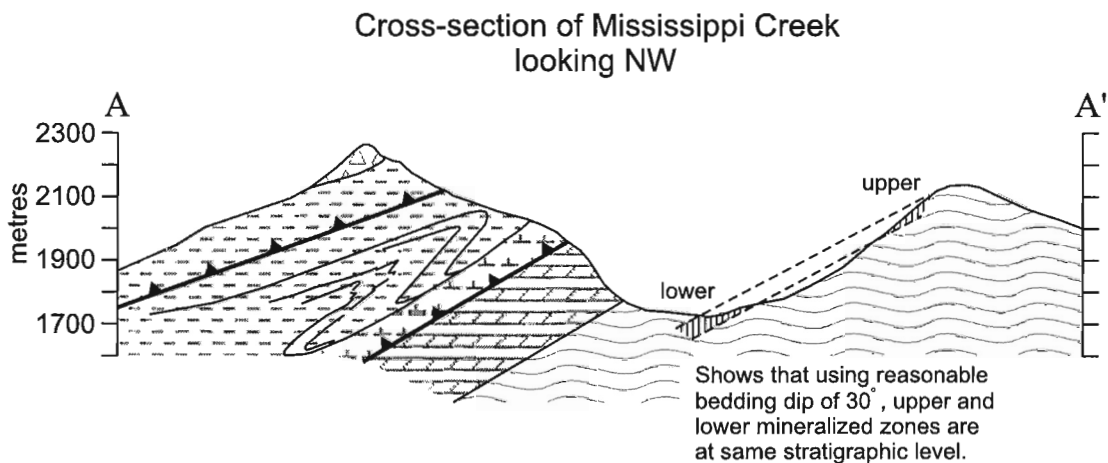 Cross-section of Mississippi Creek
looking NW
A
A'
2300
2100
1900
1700
metres
upper
lower
Shows that using reasonable
bedding dip of 30°, upper and
lower mineralized zones are
at same stratigraphic level.